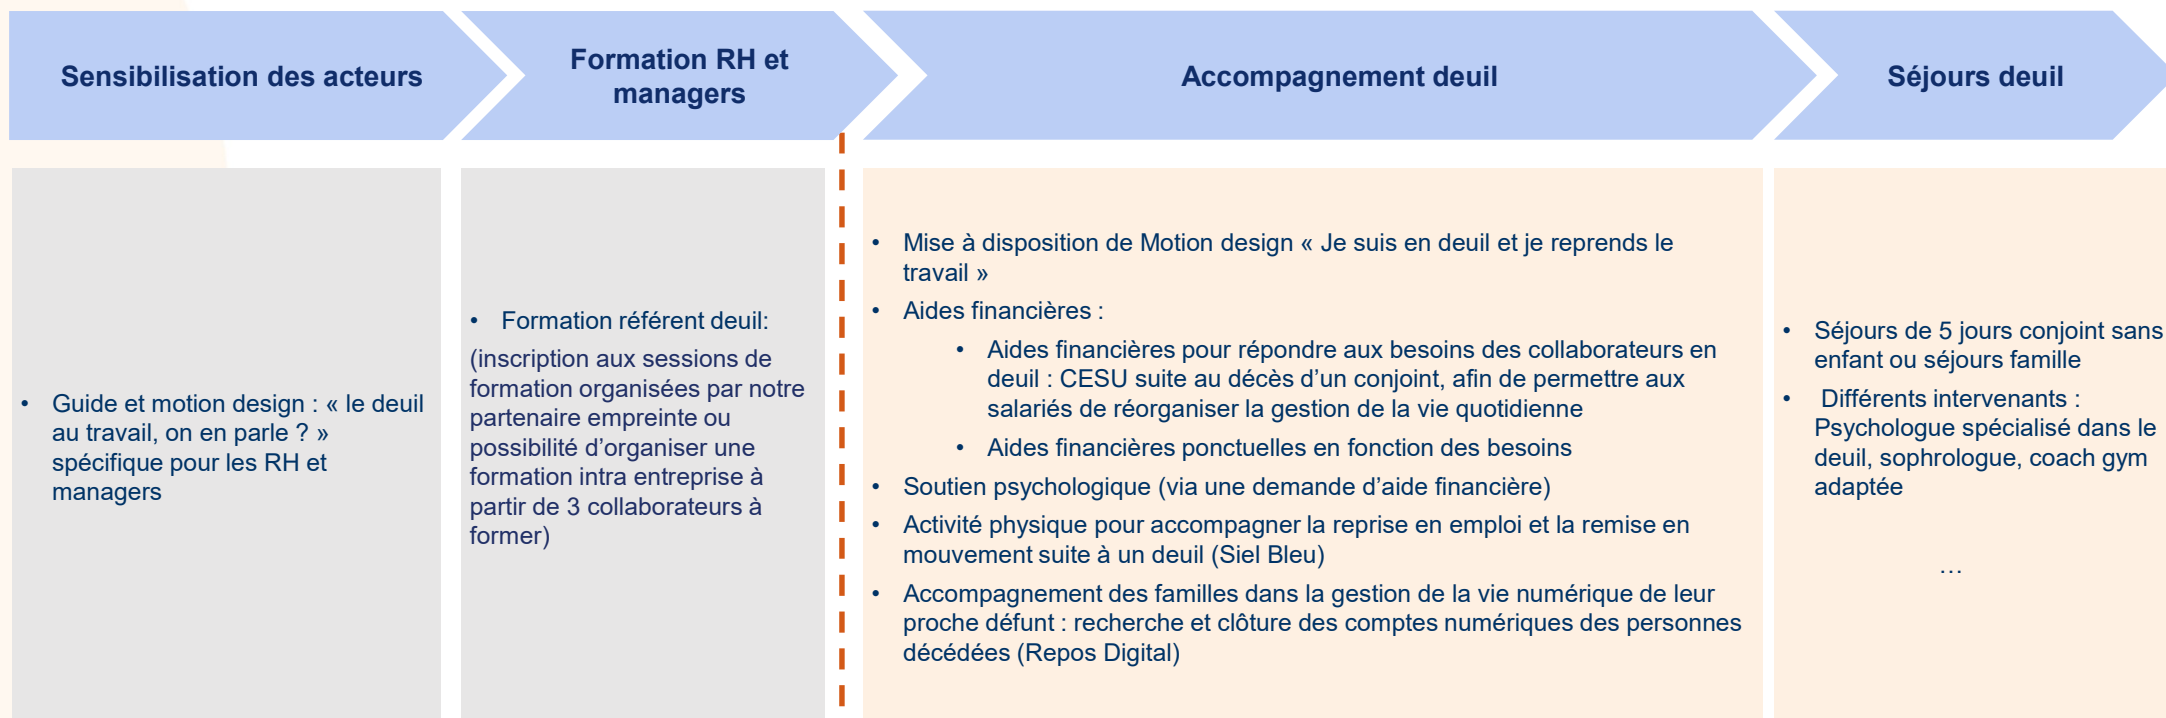 Sensibilisation des acteurs
Formation RH et
managers
Accompagnement deuil
Séjours deuil
• Guide et motion design : « le deuil
au travail, on en parle ? »
spécifique pour les RH et
managers
• Formation référent deuil:
(inscription aux sessions de
formation organisées par notre
partenaire empreinte ou
possibilité d’organiser une
formation intra entreprise à
partir de 3 collaborateurs à
former)
• Mise à disposition de Motion design « Je suis en deuil et je reprends le
travail »
• Aides financières :
• Aides financières pour répondre aux besoins des collaborateurs en
deuil : CESU suite au décès d’un conjoint, afin de permettre aux
salariés de réorganiser la gestion de la vie quotidienne
• Aides financières ponctuelles en fonction des besoins
• Soutien psychologique (via une demande d’aide financière)
• Activité physique pour accompagner la reprise en emploi et la remise en
mouvement suite à un deuil (Siel Bleu)
• Accompagnement des familles dans la gestion de la vie numérique de leur
proche défunt : recherche et clôture des comptes numériques des personnes
décédées (Repos Digital)
• Séjours de 5 jours conjoint sans
enfant ou séjours famille
• Différents intervenants :
Psychologue spécialisé dans le
deuil, sophrologue, coach gym
adaptée
…